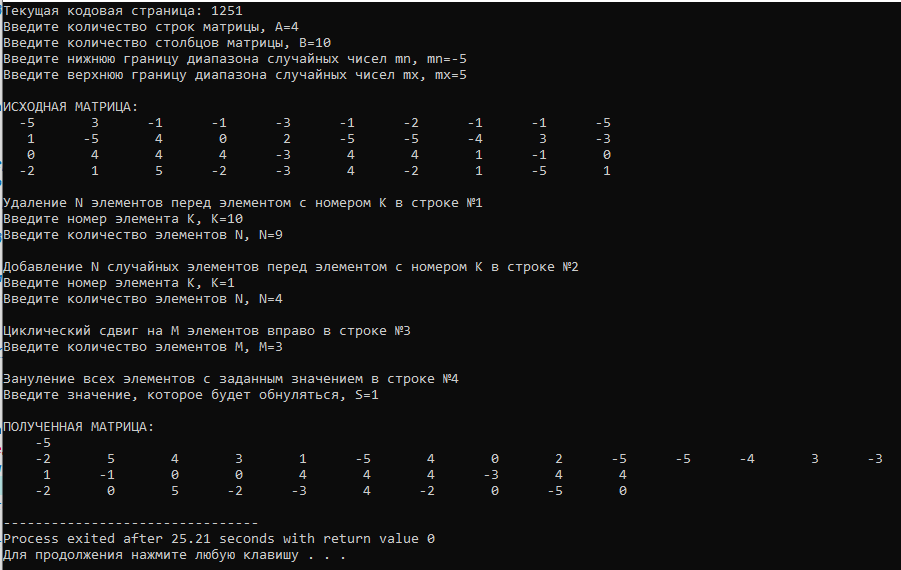 Текущая кодовая страница: 1251
Введите количество строк матрицы, A=4
Введите количество столбцов матрицы, B=10
Введите нижнюю границу диапазона случайных чисел mn, mn=-5
Введите верхнюю границу диапазона случайных чисел mx, mx=5
ИСХОДНАЯ МАТРИЦА:
-5 3 -1 -1 -3 -1 -2 -1 -1 -5
1 -5 4 0 2 -5 -5 -4 3 -3
0 4 4 4 -3 4 4 1 -1 0
-2 1 5 -2 -3 4 -2 1 -5 1
Удаление N элементов перед элементом с номером K в строке №1
Введите номер элемента K, K=10
Введите количество элементов N, N=9
Добавление N случайных элементов перед элементом с номером K в строке №2
Введите номер элемента K, K=1
Введите количество элементов N, N=4
Циклический сдвиг на M элементов вправо в строке №3
Введите количество элементов M, M=3
Зануление всех элементов с заданным значением в строке №4
Введите значение, которое будет обнуляться, S=1
ПОЛУЧЕННАЯ МАТРИЦА:
-5
-2 5 4 3 1 -5 4 0 2 -5 -5 -4 3 -3
1 -1 0 0 4 4 4 -3 4 4
-2 0 5 -2 -3 4 -2 0 -5 0
--------------------------------
Process exited after 25.21 seconds with return value 0
Для продолжения нажмите любую клавишу . . .